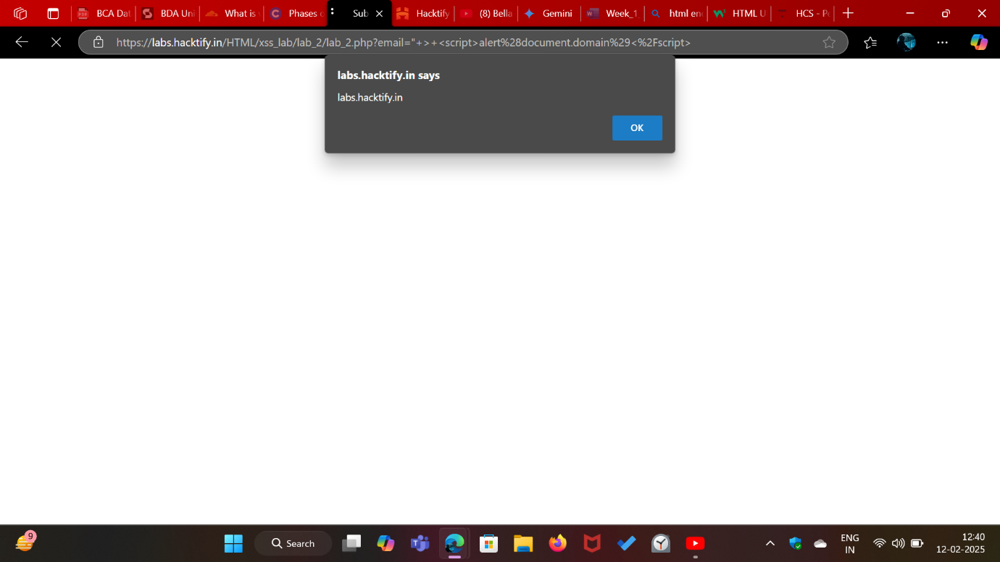 BCA Dat
BDA Uni
What is
Phases o
Sub
Hacktify
(8) Bella
Gemini
Week_1
html en
HTML U
HCS - Pe
https://labs.hacktify.in/HTML/xss_lab/lab_2/lab_2.php?email="+>+<script>alert%28document.domain%29<%2Fscript>
labs.hacktify.in says
labs.hacktify.in
OK
9
Search
ENG
IN
12:40
12-02-2025